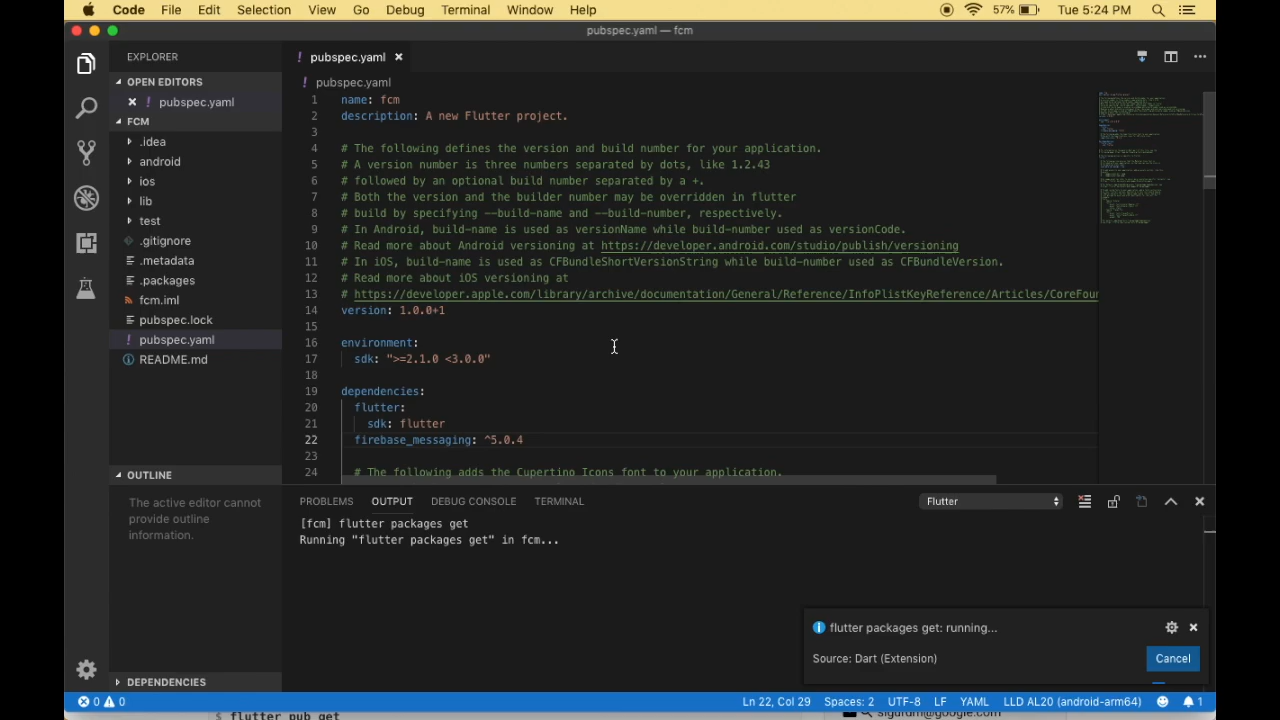 Code File Edit Selection View Go Debug Terminal Window Help 57% Tue 5:24 PM
pubspec.yaml — fcm
EXPLORER
OPEN EDITORS
pubspec.yaml
FCM
.idea
android
ios
lib
test
.gitignore
.metadata
.packages
fcm.iml
pubspec.lock
pubspec.yaml
README.md
OUTLINE
The active editor cannot
provide outline
information.
DEPENDENCIES
! pubspec.yaml
! pubspec.yaml
1 name: fcm
2 description: A new Flutter project.
3
4 # The following defines the version and build number for your application.
5 # A version number is three numbers separated by dots, like 1.2.43
6 # followed by an optional build number separated by a +.
7 # Both the version and the builder number may be overridden in flutter
8 # build by specifying --build-name and --build-number, respectively.
9 # In Android, build-name is used as versionName while build-number used as versionCode.
10 # Read more about Android versioning at https://developer.android.com/studio/publish/versioning
11 # In iOS, build-name is used as CFBundleShortVersionString while build-number used as CFBundleVersion.
12 # Read more about iOS versioning at
13 # https://developer.apple.com/library/archive/documentation/General/Reference/InfoPlistKeyReference/Articles/CoreFoun
14 version: 1.0.0+1
15
16 environment:
17 sdk: ">=2.1.0 <3.0.0"
18
19 dependencies:
20 flutter:
21 sdk: flutter
22 firebase_messaging: ^5.0.4
23
24 # The following adds the Cupertino Icons font to your application.
PROBLEMS OUTPUT DEBUG CONSOLE TERMINAL Flutter
[fcm] flutter packages get
Running "flutter packages get" in fcm...
flutter packages get: running...
Source: Dart (Extension)
Cancel
0 0 Ln 22, Col 29 Spaces: 2 UTF-8 LF YAML LLD AL20 (android-arm64) 1
$ flutter pub get